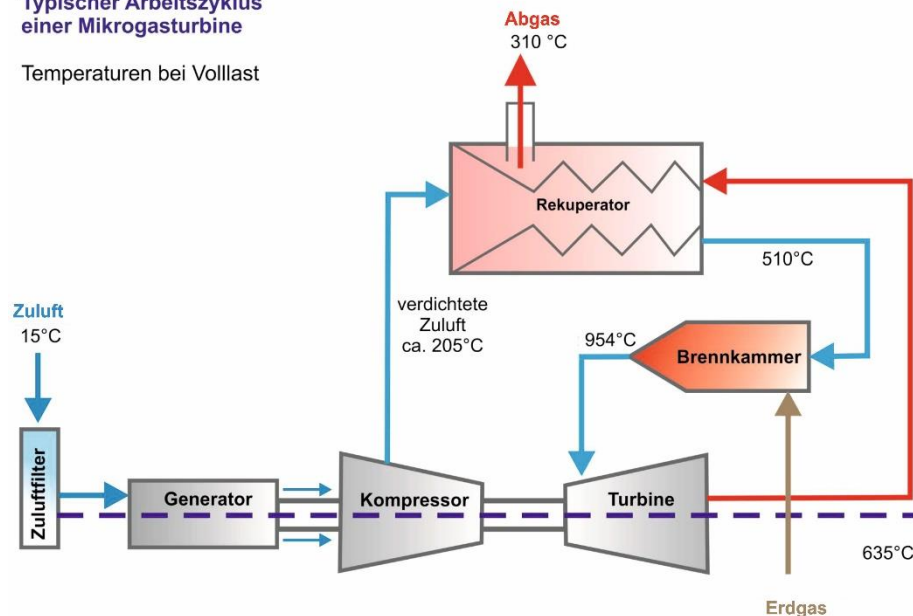 Typischer Arbeitszyklus
einer Mikrogasturbine
Temperaturen bei Volllast
Abgas
310 °C
Rekuperator
510°C
verdichtete
Zuluft
ca. 205°C
Zuluft
15°C
954°C
Brennkammer
Zuluftfilter
Generator
Kompressor
Turbine
635°C
Erdgas